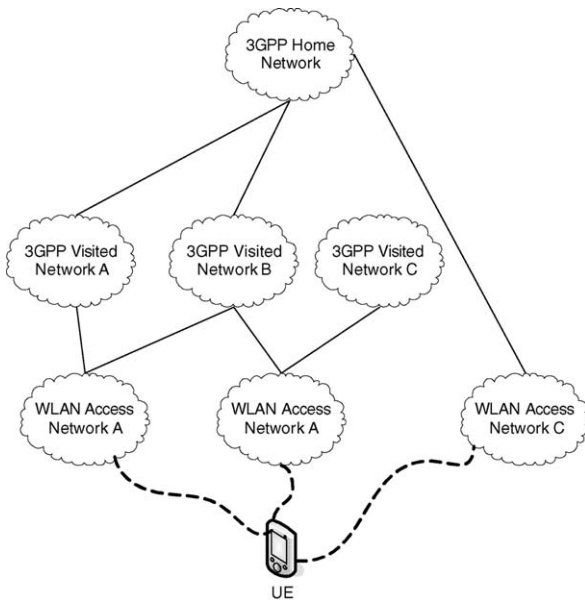 3GPP Home
Network
3GPP Visited
Network A
3GPP Visited
Network B
3GPP Visited
Network C
WLAN Access
Network A
WLAN Access
Network A
WLAN Access
Network C
UE